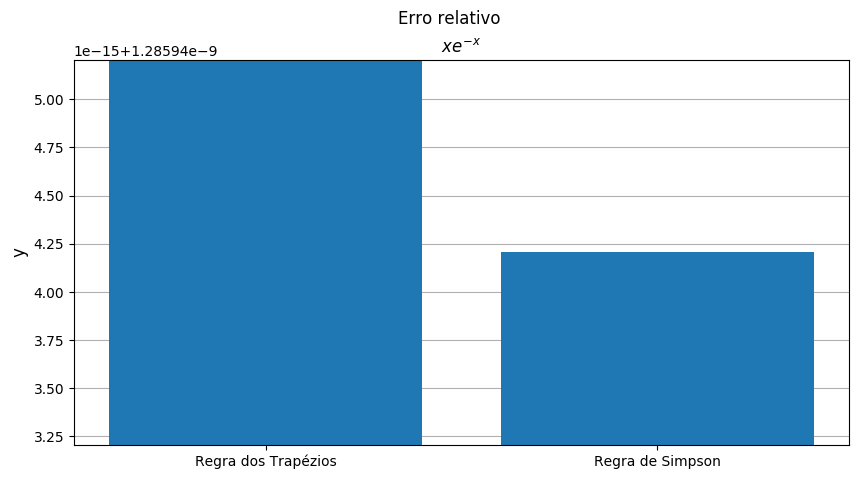 Erro relativo
$xe^{-x}$
1e−15+1.28594e−9
5.00
4.75
4.50
4.25
4.00
3.75
3.50
3.25
y
Regra dos Trapézios
Regra de Simpson